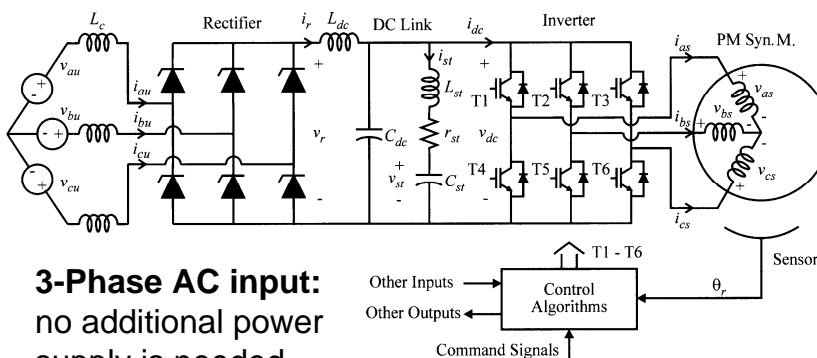 Rectifier
DC Link
Inverter
PM Syn. M.
L_c
i_r
L_dc
i_dc
i_as
v_au
i_st
v_as
i_au
L_st
T1
T2
T3
v_bu
i_bu
v_bs
i_bs
r_st
v_r
C_dc
v_dc
i_cu
v_cu
v_st
C_st
T4
T5
T6
v_cs
i_cs
T1 - T6
Sensor
3-Phase AC input:
no additional power
supply is needed
Other Inputs
Other Outputs
Control
Algorithms
θ_r
Command Signals